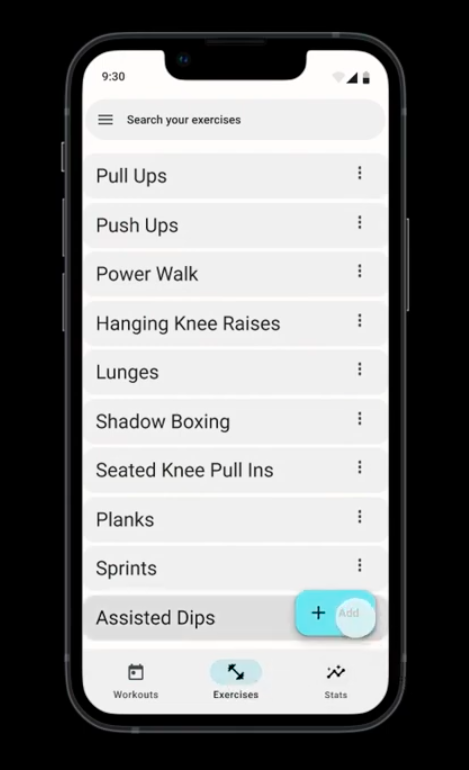 9:30
Search your exercises
Pull Ups
Push Ups
Power Walk
Hanging Knee Raises
Lunges
Shadow Boxing
Seated Knee Pull Ins
Planks
Sprints
Assisted Dips
+ Add
Workouts
Exercises
Stats